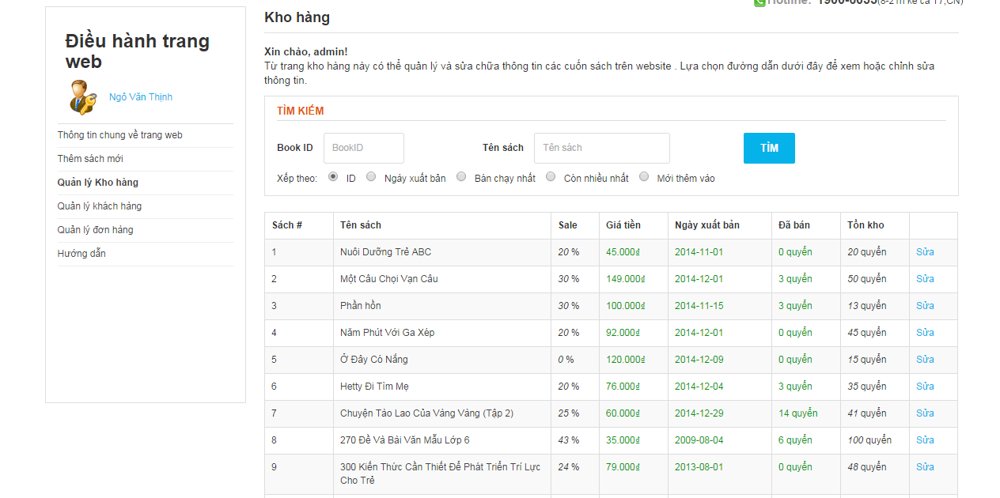 Hotline: 1900-6035(8-21h kể cả T7,CN)
Kho hàng
Điều hành trang
web
Ngô Văn Thịnh
Thông tin chung về trang web
Thêm sách mới
Quản lý Kho hàng
Quản lý khách hàng
Quản lý đơn hàng
Hướng dẫn
Xin chào, admin!
Từ trang kho hàng này có thể quản lý và sửa chữa thông tin các cuốn sách trên website . Lựa chọn đường dẫn dưới đây để xem hoặc chỉnh sửa
thông tin.
TÌM KIẾM
Book ID BookID Tên sách Tên sách TÌM
Xếp theo: ID Ngày xuất bản Bán chạy nhất Còn nhiều nhất Mới thêm vào
Sách # Tên sách Sale Giá tiền Ngày xuất bản Đã bán Tồn kho
1 Nuôi Dưỡng Trẻ ABC 20 % 45.000₫ 2014-11-01 0 quyển 20 quyển Sửa
2 Một Câu Chọi Vạn Câu 30 % 149.000₫ 2014-12-01 3 quyển 50 quyển Sửa
3 Phần hồn 30 % 100.000₫ 2014-11-15 3 quyển 13 quyển Sửa
4 Năm Phút Với Ga Xép 20 % 92.000₫ 2014-12-01 0 quyển 45 quyển Sửa
5 Ở Đây Có Nắng 0 % 120.000₫ 2014-12-09 0 quyển 15 quyển Sửa
6 Hetty Đi Tìm Mẹ 20 % 76.000₫ 2014-12-04 3 quyển 35 quyển Sửa
7 Chuyện Tào Lao Của Vàng Vàng (Tập 2) 25 % 60.000₫ 2014-12-29 14 quyển 41 quyển Sửa
8 270 Đề Và Bài Văn Mẫu Lớp 6 43 % 35.000₫ 2009-08-04 6 quyển 100 quyển Sửa
9 300 Kiến Thức Cần Thiết Để Phát Triển Trí Lực 24 % 79.000₫ 2013-08-01 0 quyển 48 quyển Sửa
Cho Trẻ